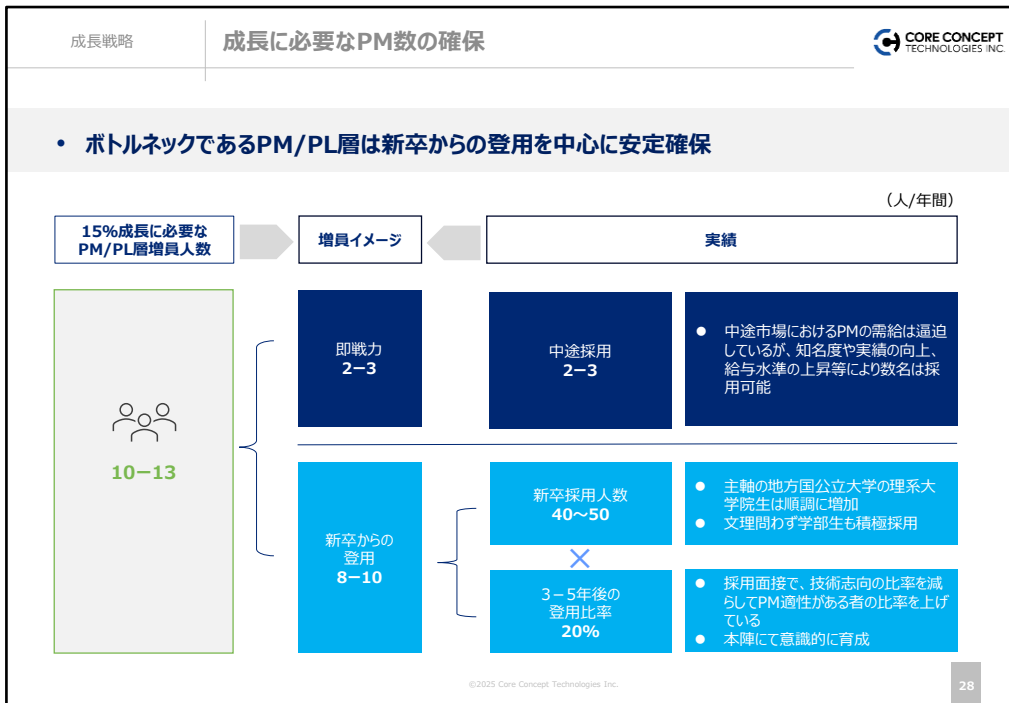 成長戦略
成長に必要なPM数の確保
CORE CONCEPT
TECHNOLOGIES INC.
• ボトルネックであるPM/PL層は新卒からの登用を中心に安定確保
（人/年間）
15%成長に必要な
PM/PL層増員人数
増員イメージ
実績
10－13
即戦力
2－3
中途採用
2－3
● 中途市場におけるPMの需給は逼迫
しているが、知名度や実績の向上、
給与水準の上昇等により数名は採
用可能
新卒からの
登用
8－10
新卒採用人数
40～50
● 主軸の地方国公立大学の理系大
学院生は順調に増加
● 文理問わず学部生も積極採用
×
3－5年後の
登用比率
20%
● 採用面接で、技術志向の比率を減
らしてPM適性がある者の比率を上げ
ている
● 本陣にて意識的に育成
©2025 Core Concept Technologies Inc.
28